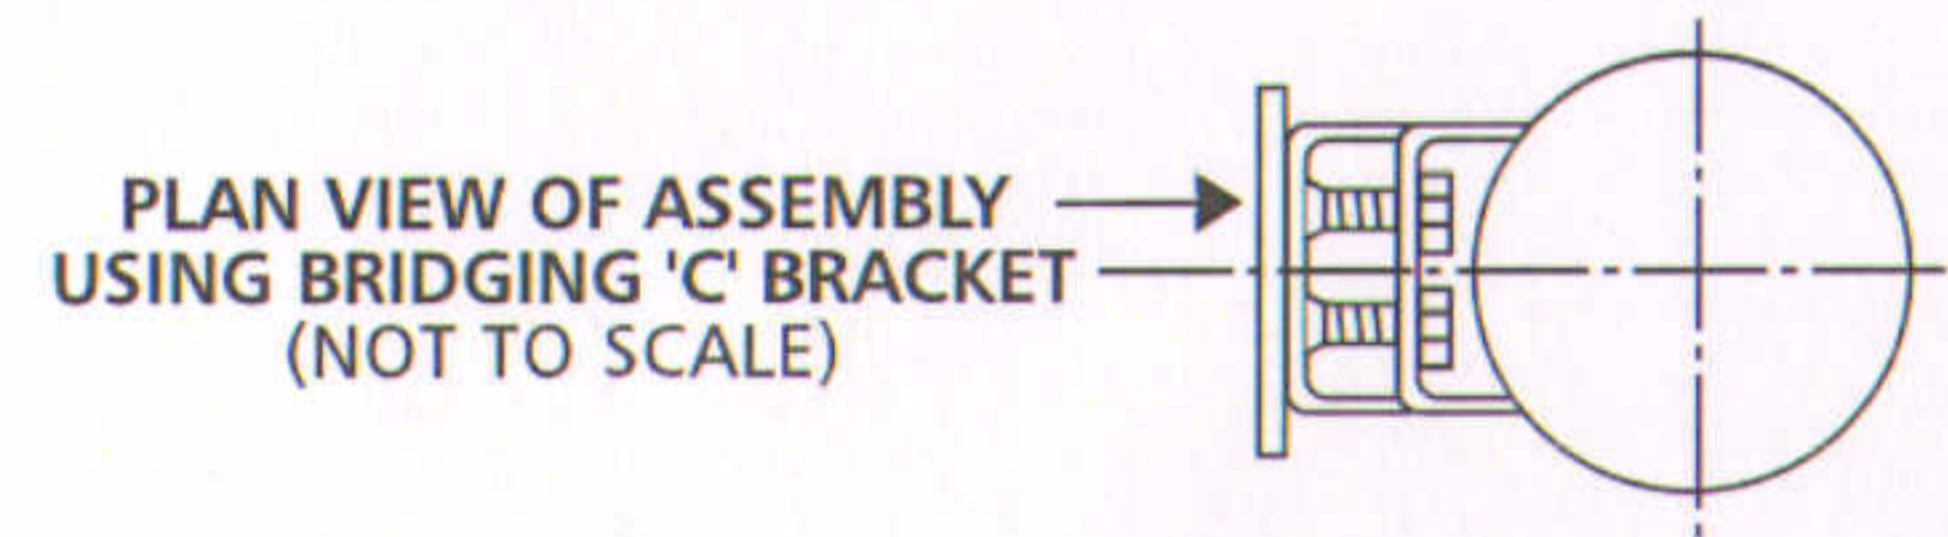 PLAN VIEW OF ASSEMBLY
USING BRIDGING 'C' BRACKET
(NOT TO SCALE)